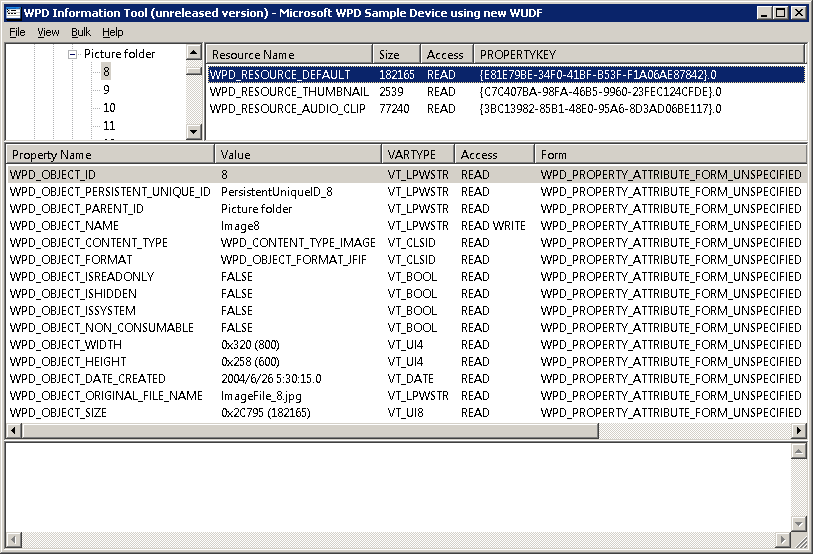 WPD Information Tool (unreleased version) - Microsoft WPD Sample Device using new WUDF
File View Bulk Help
Picture folder
8
9
10
11
Resource Name Size Access PROPERTYKEY
WPD_RESOURCE_DEFAULT 182165 READ {E81E79BE-34F0-41BF-B53F-F1A06AE87842}.0
WPD_RESOURCE_THUMBNAIL 2539 READ {C7C407BA-98FA-46B5-9960-23FEC124CFDE}.0
WPD_RESOURCE_AUDIO_CLIP 77240 READ {3BC13982-85B1-48E0-95A6-8D3AD06BE117}.0
Property Name Value VARTYPE Access Form
WPD_OBJECT_ID 8 VT_LPWSTR READ WPD_PROPERTY_ATTRIBUTE_FORM_UNSPECIFIED
WPD_OBJECT_PERSISTENT_UNIQUE_ID PersistentUniqueID_8 VT_LPWSTR READ WPD_PROPERTY_ATTRIBUTE_FORM_UNSPECIFIED
WPD_OBJECT_PARENT_ID Picture folder VT_LPWSTR READ WPD_PROPERTY_ATTRIBUTE_FORM_UNSPECIFIED
WPD_OBJECT_NAME Image8 VT_LPWSTR READ WRITE WPD_PROPERTY_ATTRIBUTE_FORM_UNSPECIFIED
WPD_OBJECT_CONTENT_TYPE WPD_CONTENT_TYPE_IMAGE VT_CLSID READ WPD_PROPERTY_ATTRIBUTE_FORM_UNSPECIFIED
WPD_OBJECT_FORMAT WPD_OBJECT_FORMAT_JFIF VT_CLSID READ WPD_PROPERTY_ATTRIBUTE_FORM_UNSPECIFIED
WPD_OBJECT_ISREADONLY FALSE VT_BOOL READ WPD_PROPERTY_ATTRIBUTE_FORM_UNSPECIFIED
WPD_OBJECT_ISHIDDEN FALSE VT_BOOL READ WPD_PROPERTY_ATTRIBUTE_FORM_UNSPECIFIED
WPD_OBJECT_ISSYSTEM FALSE VT_BOOL READ WPD_PROPERTY_ATTRIBUTE_FORM_UNSPECIFIED
WPD_OBJECT_NON_CONSUMABLE FALSE VT_BOOL READ WPD_PROPERTY_ATTRIBUTE_FORM_UNSPECIFIED
WPD_OBJECT_WIDTH 0x320 (800) VT_UI4 READ WPD_PROPERTY_ATTRIBUTE_FORM_UNSPECIFIED
WPD_OBJECT_HEIGHT 0x258 (600) VT_UI4 READ WPD_PROPERTY_ATTRIBUTE_FORM_UNSPECIFIED
WPD_OBJECT_DATE_CREATED 2004/6/26 5:30:15.0 VT_DATE READ WPD_PROPERTY_ATTRIBUTE_FORM_UNSPECIFIED
WPD_OBJECT_ORIGINAL_FILE_NAME ImageFile_8.jpg VT_LPWSTR READ WPD_PROPERTY_ATTRIBUTE_FORM_UNSPECIFIED
WPD_OBJECT_SIZE 0x2C795 (182165) VT_UI8 READ WPD_PROPERTY_ATTRIBUTE_FORM_UNSPECIFIED